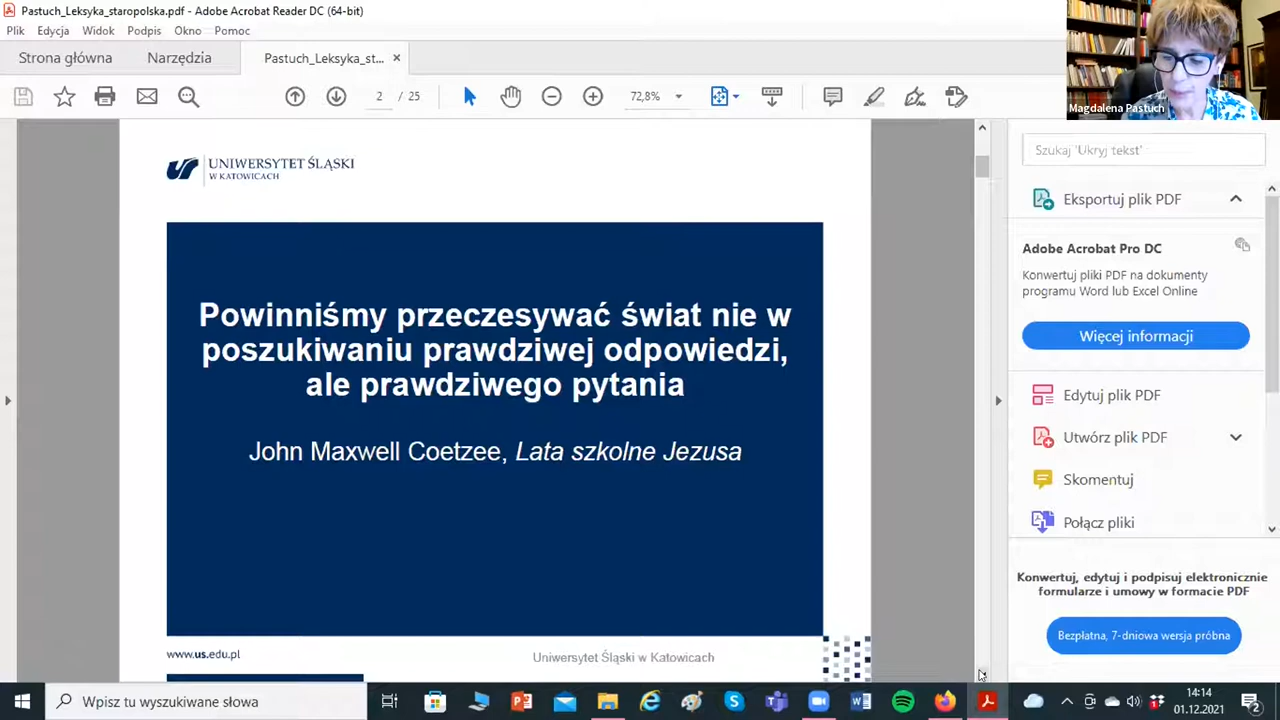 Pastuch_Leksyka_staropolska.pdf - Adobe Acrobat Reader DC (64-bit)
Plik Edycja Widok Podpis Okno Pomoc
Strona główna Narzędzia Pastuch_Leksyka_st... ×
2 / 25 72,8%
Magdalena Pastuch
UNIWERSYTET ŚLĄSKI
W KATOWICACH
Powinniśmy przeczesywać świat nie w
poszukiwaniu prawdziwej odpowiedzi,
ale prawdziwego pytania
John Maxwell Coetzee, Lata szkolne Jezusa
www.us.edu.pl
Uniwersytet Śląski w Katowicach
Szukaj 'Ukryj tekst'
Eksportuj plik PDF
Adobe Acrobat Pro DC
Konwertuj pliki PDF na dokumenty
programu Word lub Excel Online
Więcej informacji
Edytuj plik PDF
Utwórz plik PDF
Skomentuj
Połącz pliki
Konwertuj, edytuj i podpisuj elektronicznie
formularze i umowy w formacie PDF
Bezpłatna, 7-dniowa wersja próbna
Wpisz tu wyszukiwane słowa
14:14
01.12.2021
2